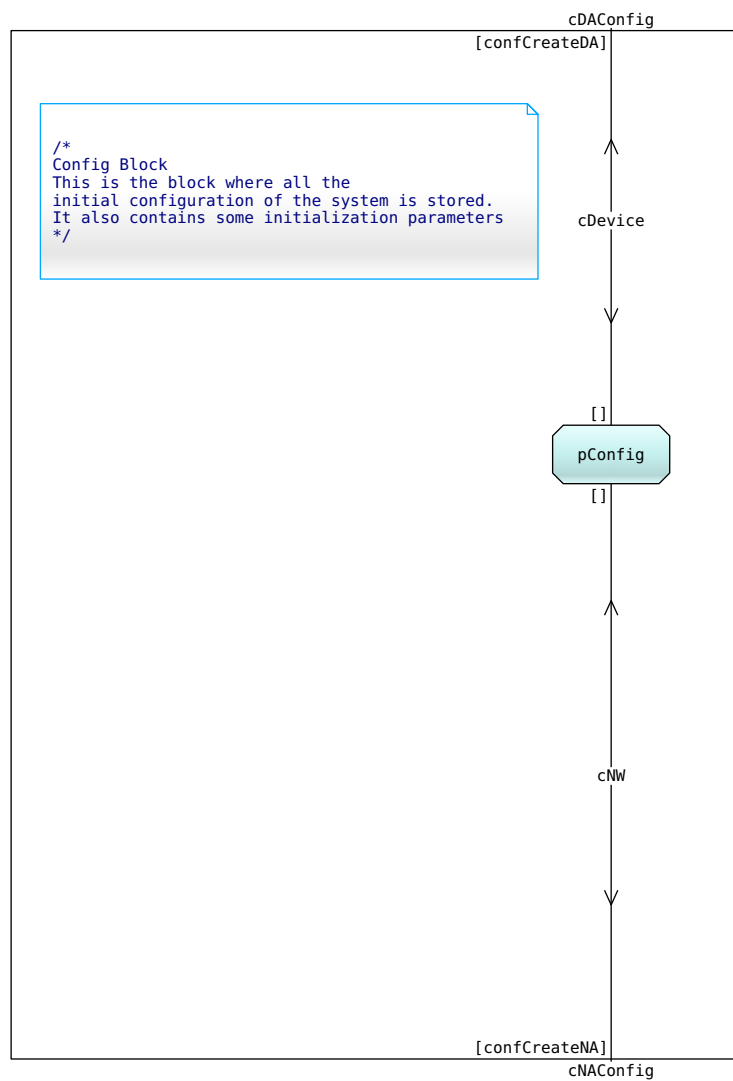 cDAConfig
[confCreateDA]
/*
Config Block
This is the block where all the
initial configuration of the system is stored.
It also contains some initialization parameters
*/
cDevice
[]
pConfig
[]
cNW
[confCreateNA]
cNAConfig